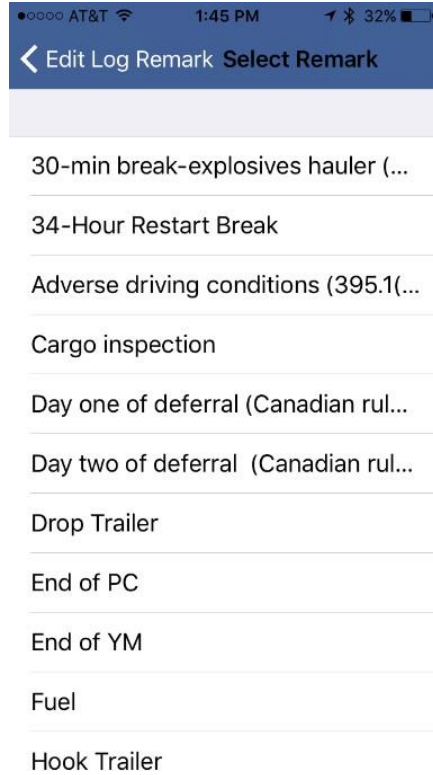 AT&T 1:45 PM 32%
Edit Log Remark Select Remark
30-min break-explosives hauler (...
34-Hour Restart Break
Adverse driving conditions (395.1(...
Cargo inspection
Day one of deferral (Canadian rul...
Day two of deferral  (Canadian rul...
Drop Trailer
End of PC
End of YM
Fuel
Hook Trailer